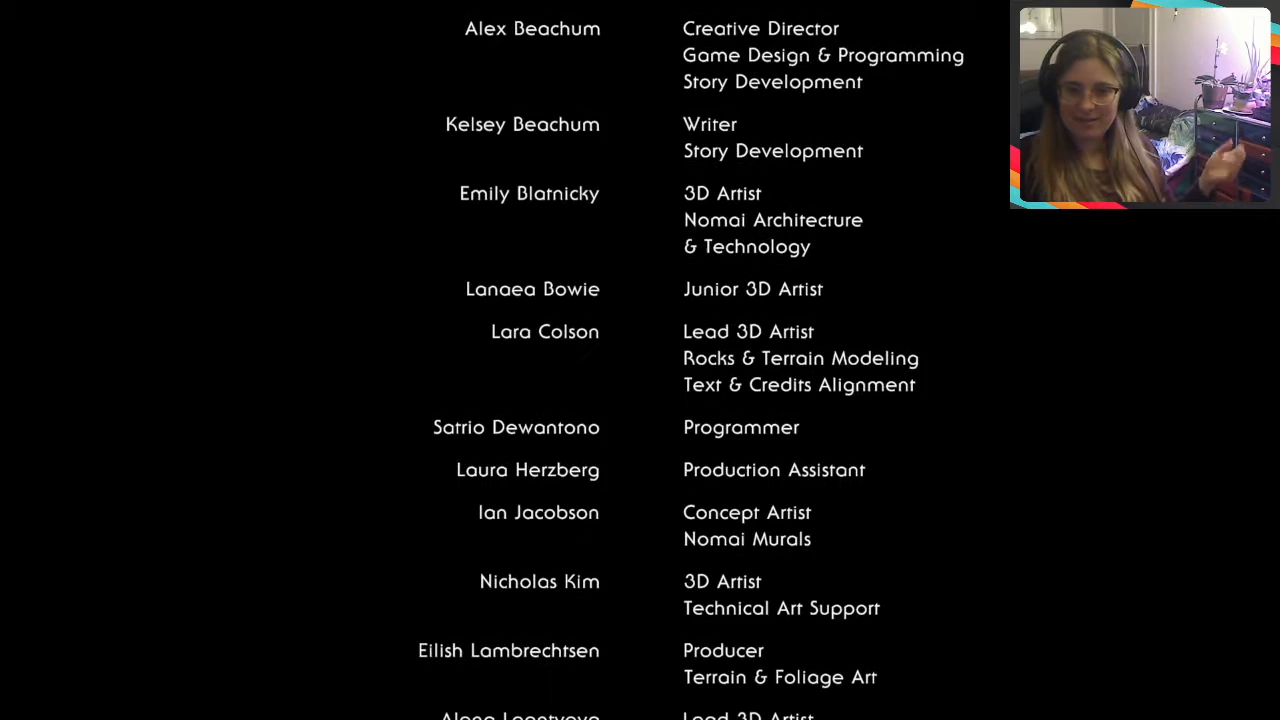 Alex Beachum Creative Director
Game Design & Programming
Story Development
Kelsey Beachum Writer
Story Development
Emily Blatnicky 3D Artist
Nomai Architecture
& Technology
Lanaea Bowie Junior 3D Artist
Lara Colson Lead 3D Artist
Rocks & Terrain Modeling
Text & Credits Alignment
Satrio Dewantono Programmer
Laura Herzberg Production Assistant
Ian Jacobson Concept Artist
Nomai Murals
Nicholas Kim 3D Artist
Technical Art Support
Eilish Lambrechtsen Producer
Terrain & Foliage Art
Lead 3D Artist